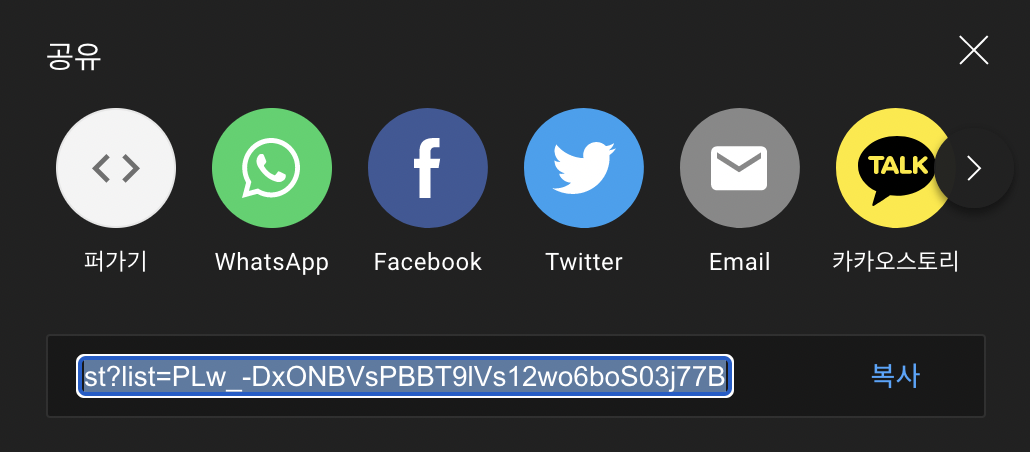 공유
TALK
퍼가기
WhatsApp
Facebook
Twitter
Email
카카오스토리
st?list=PLw_-DxONBVsPBBT9lVs12wo6boS03j77B
복사